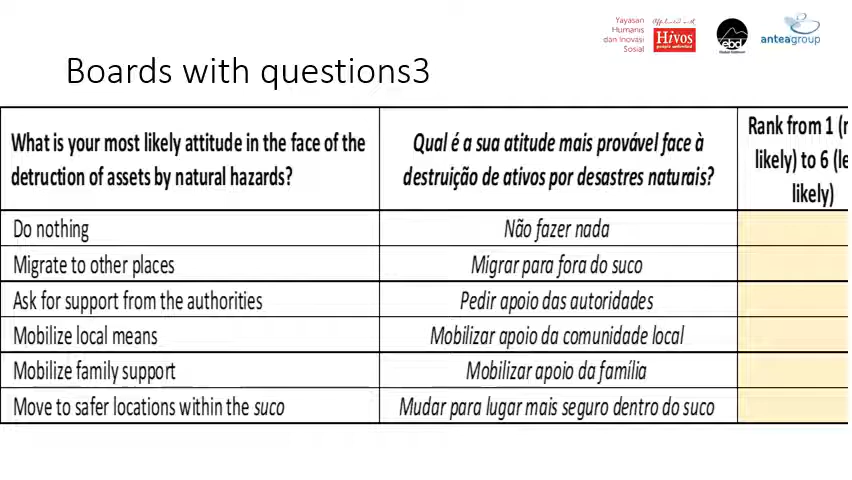 Yayasan
Humanis
dan Inovasi
Sosial
Affiliated with
Hivos
people unlimited
ebd
anteagroup
Boards with questions3
What is your most likely attitude in the face of the
detruction of assets by natural hazards?
Qual é a sua atitude mais provável face à
destruição de ativos por desastres naturais?
Rank from 1 (
likely) to 6 (
likely)
Do nothing
Não fazer nada
Migrate to other places
Migrar para fora do suco
Ask for support from the authorities
Pedir apoio das autoridades
Mobilize local means
Mobilizar apoio da comunidade local
Mobilize family support
Mobilizar apoio da família
Move to safer locations within the suco
Mudar para lugar mais seguro dentro do suco